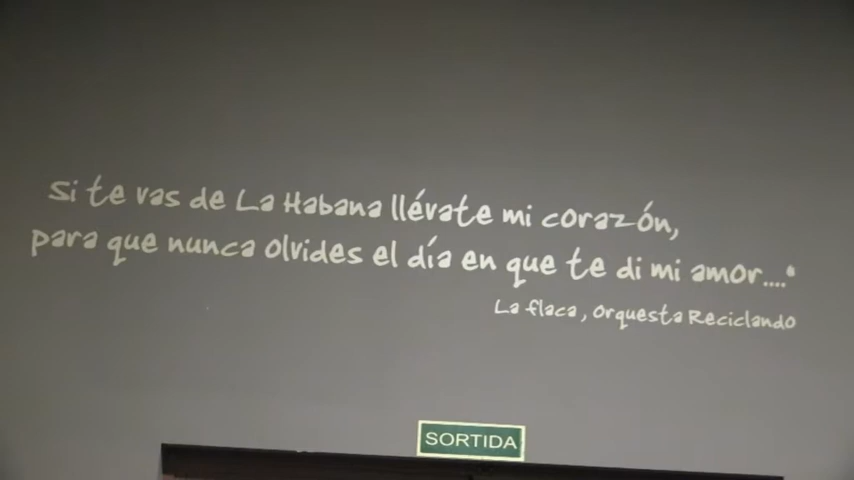 Si te vas de La Habana llévate mi corazón,
para que nunca olvides el día en que te di mi amor...."
La flaca, Orquesta Reciclando
SORTIDA